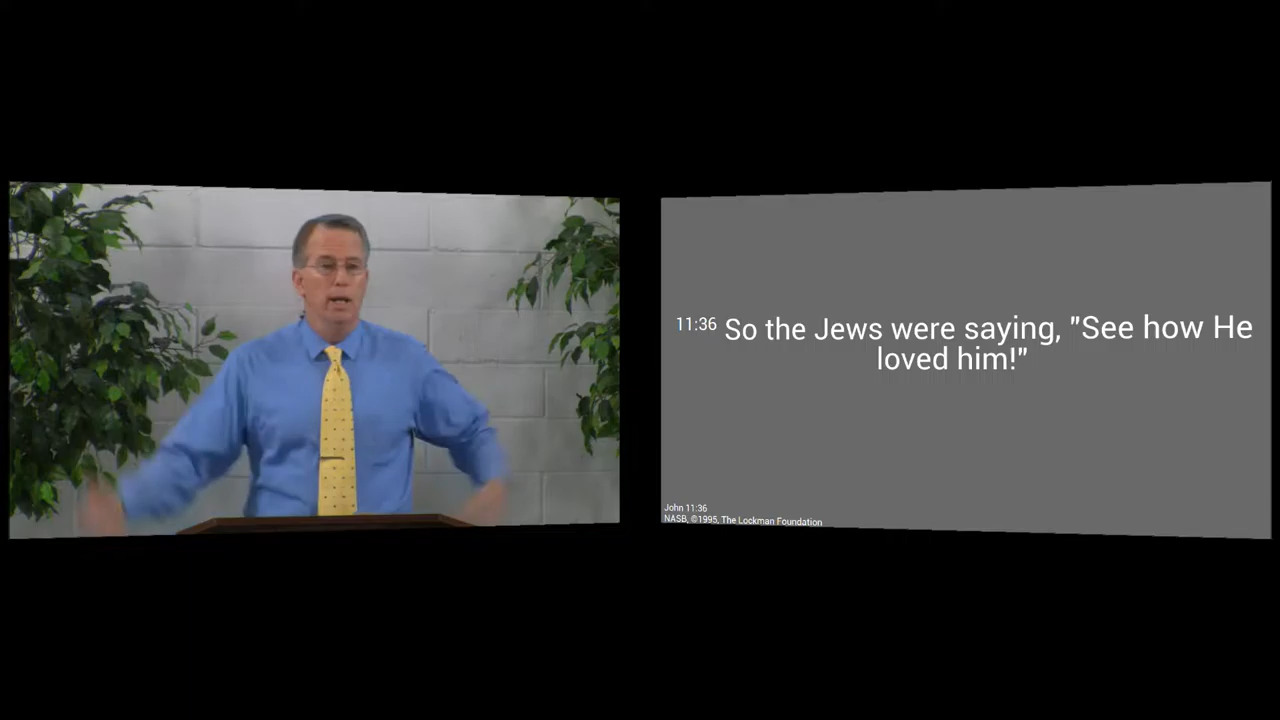 11:36 So the Jews were saying, "See how He
loved him!"
John 11:36
NASB, ©1995, The Lockman Foundation